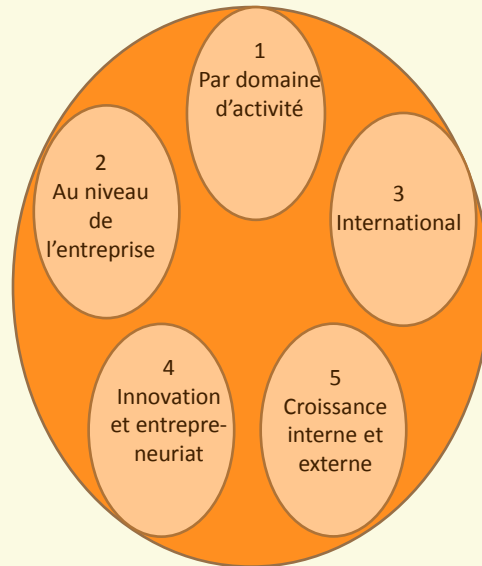 1
Par domaine
d’activité
2
Au niveau
de
l’entreprise
3
International
4
Innovation
et entrepre-
neuriat
5
Croissance
interne et
externe